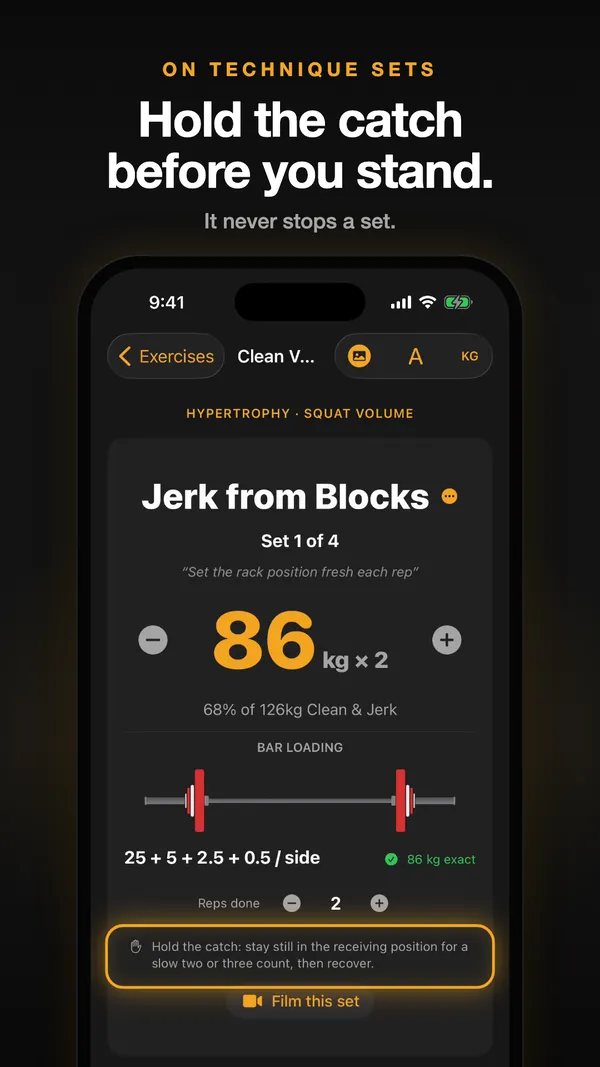 ON TECHNIQUE SETS
Hold the catch
before you stand.
It never stops a set.
9:41
Exercises
Clean V...
A
KG
HYPERTROPHY · SQUAT VOLUME
Jerk from Blocks
Set 1 of 4
“Set the rack position fresh each rep”
86 kg × 2
68% of 126kg Clean & Jerk
BAR LOADING
25 + 5 + 2.5 + 0.5 / side
86 kg exact
Reps done
2
Hold the catch: stay still in the receiving position for a
slow two or three count, then recover.
Film this set